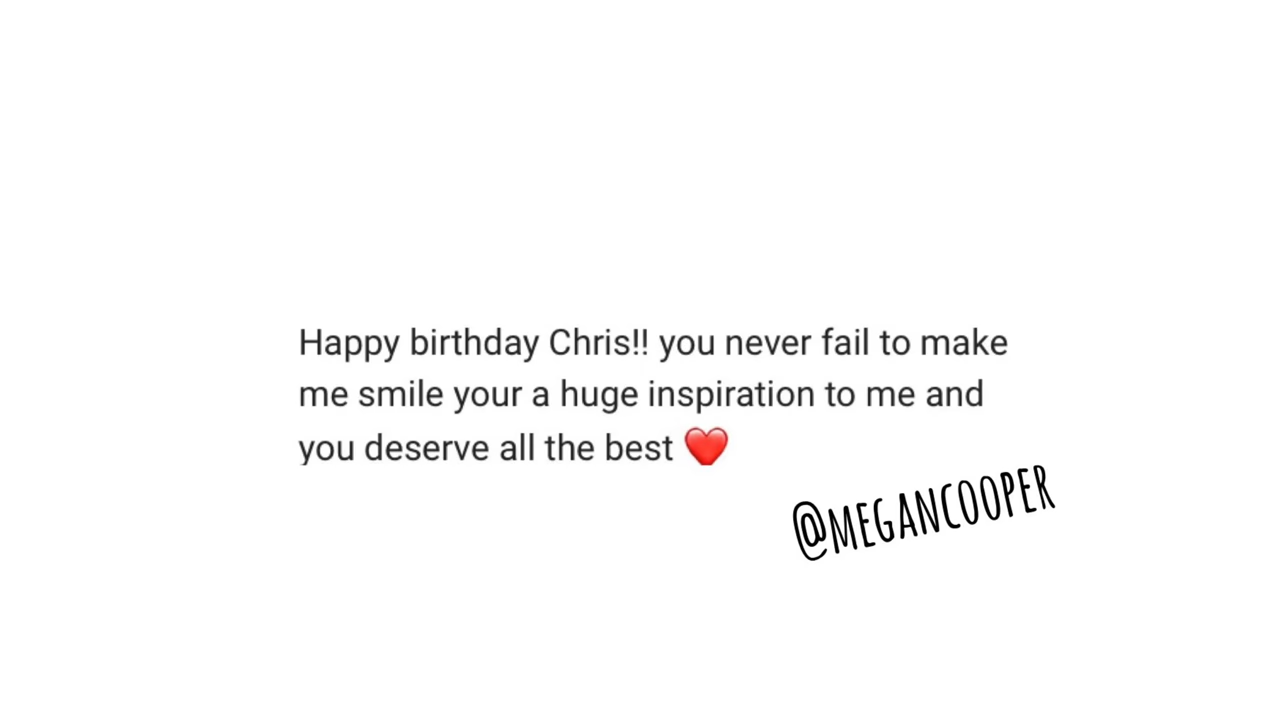 Happy birthday Chris!! you never fail to make
me smile your a huge inspiration to me and
you deserve all the best ❤️
@MEGANCOOPER